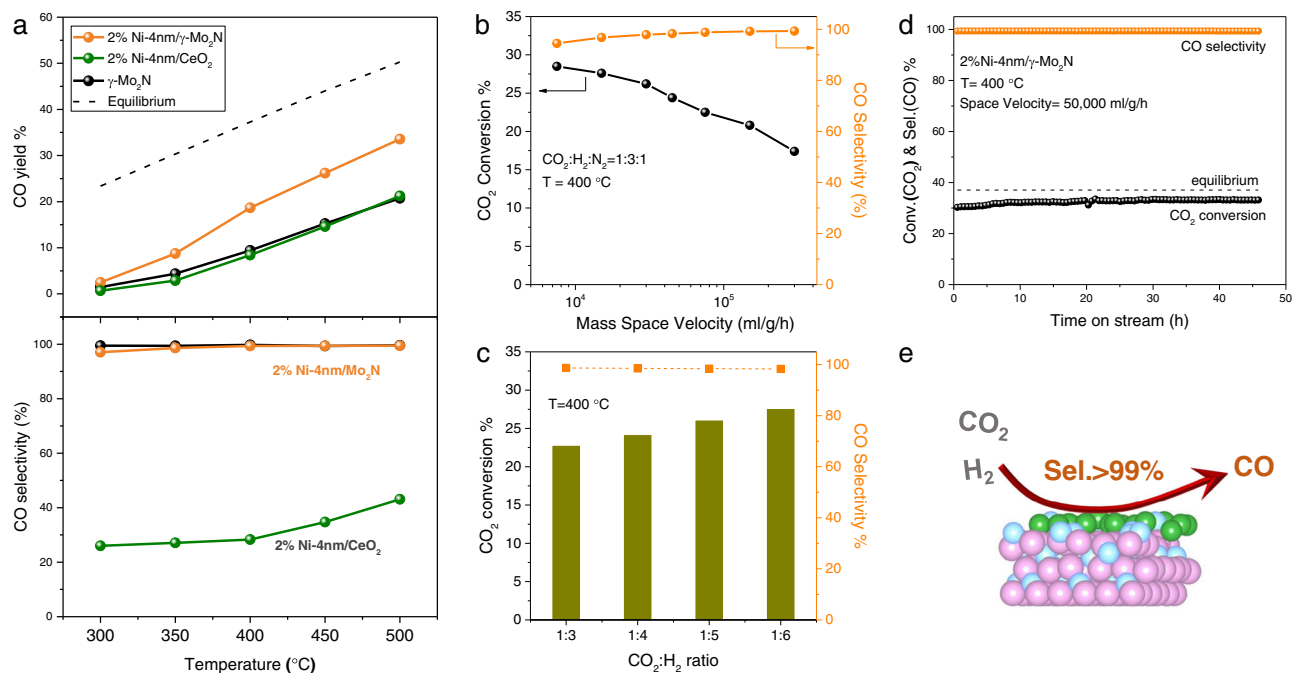 a
60
50
40
30
20
10
0
CO yield %
2% Ni-4nm/γ-Mo₂N
2% Ni-4nm/CeO₂
γ-Mo₂N
Equilibrium
100
80
60
40
20
0
CO selectivity (%)
2% Ni-4nm/Mo₂N
2% Ni-4nm/CeO₂
300
350
400
450
500
Temperature (°C)
b
35
30
25
20
15
10
5
0
CO₂ Conversion %
CO₂:H₂:N₂=1:3:1
T = 400 °C
100
80
60
40
20
0
CO Selectivity (%)
10⁴
10⁵
Mass Space Velocity (ml/g/h)
c
35
30
25
20
15
10
5
0
CO₂ conversion %
T=400 °C
100
80
60
40
20
0
CO Selectivity %
1:3
1:4
1:5
1:6
CO₂:H₂ ratio
d
100
80
60
40
20
0
Conv.(CO₂) & Sel.(CO) %
CO selectivity
2%Ni-4nm/γ-Mo₂N
T= 400 °C
Space Velocity= 50,000 ml/g/h
equilibrium
CO₂ conversion
0
10
20
30
40
50
Time on stream (h)
e
CO₂
H₂
Sel.>99%
CO